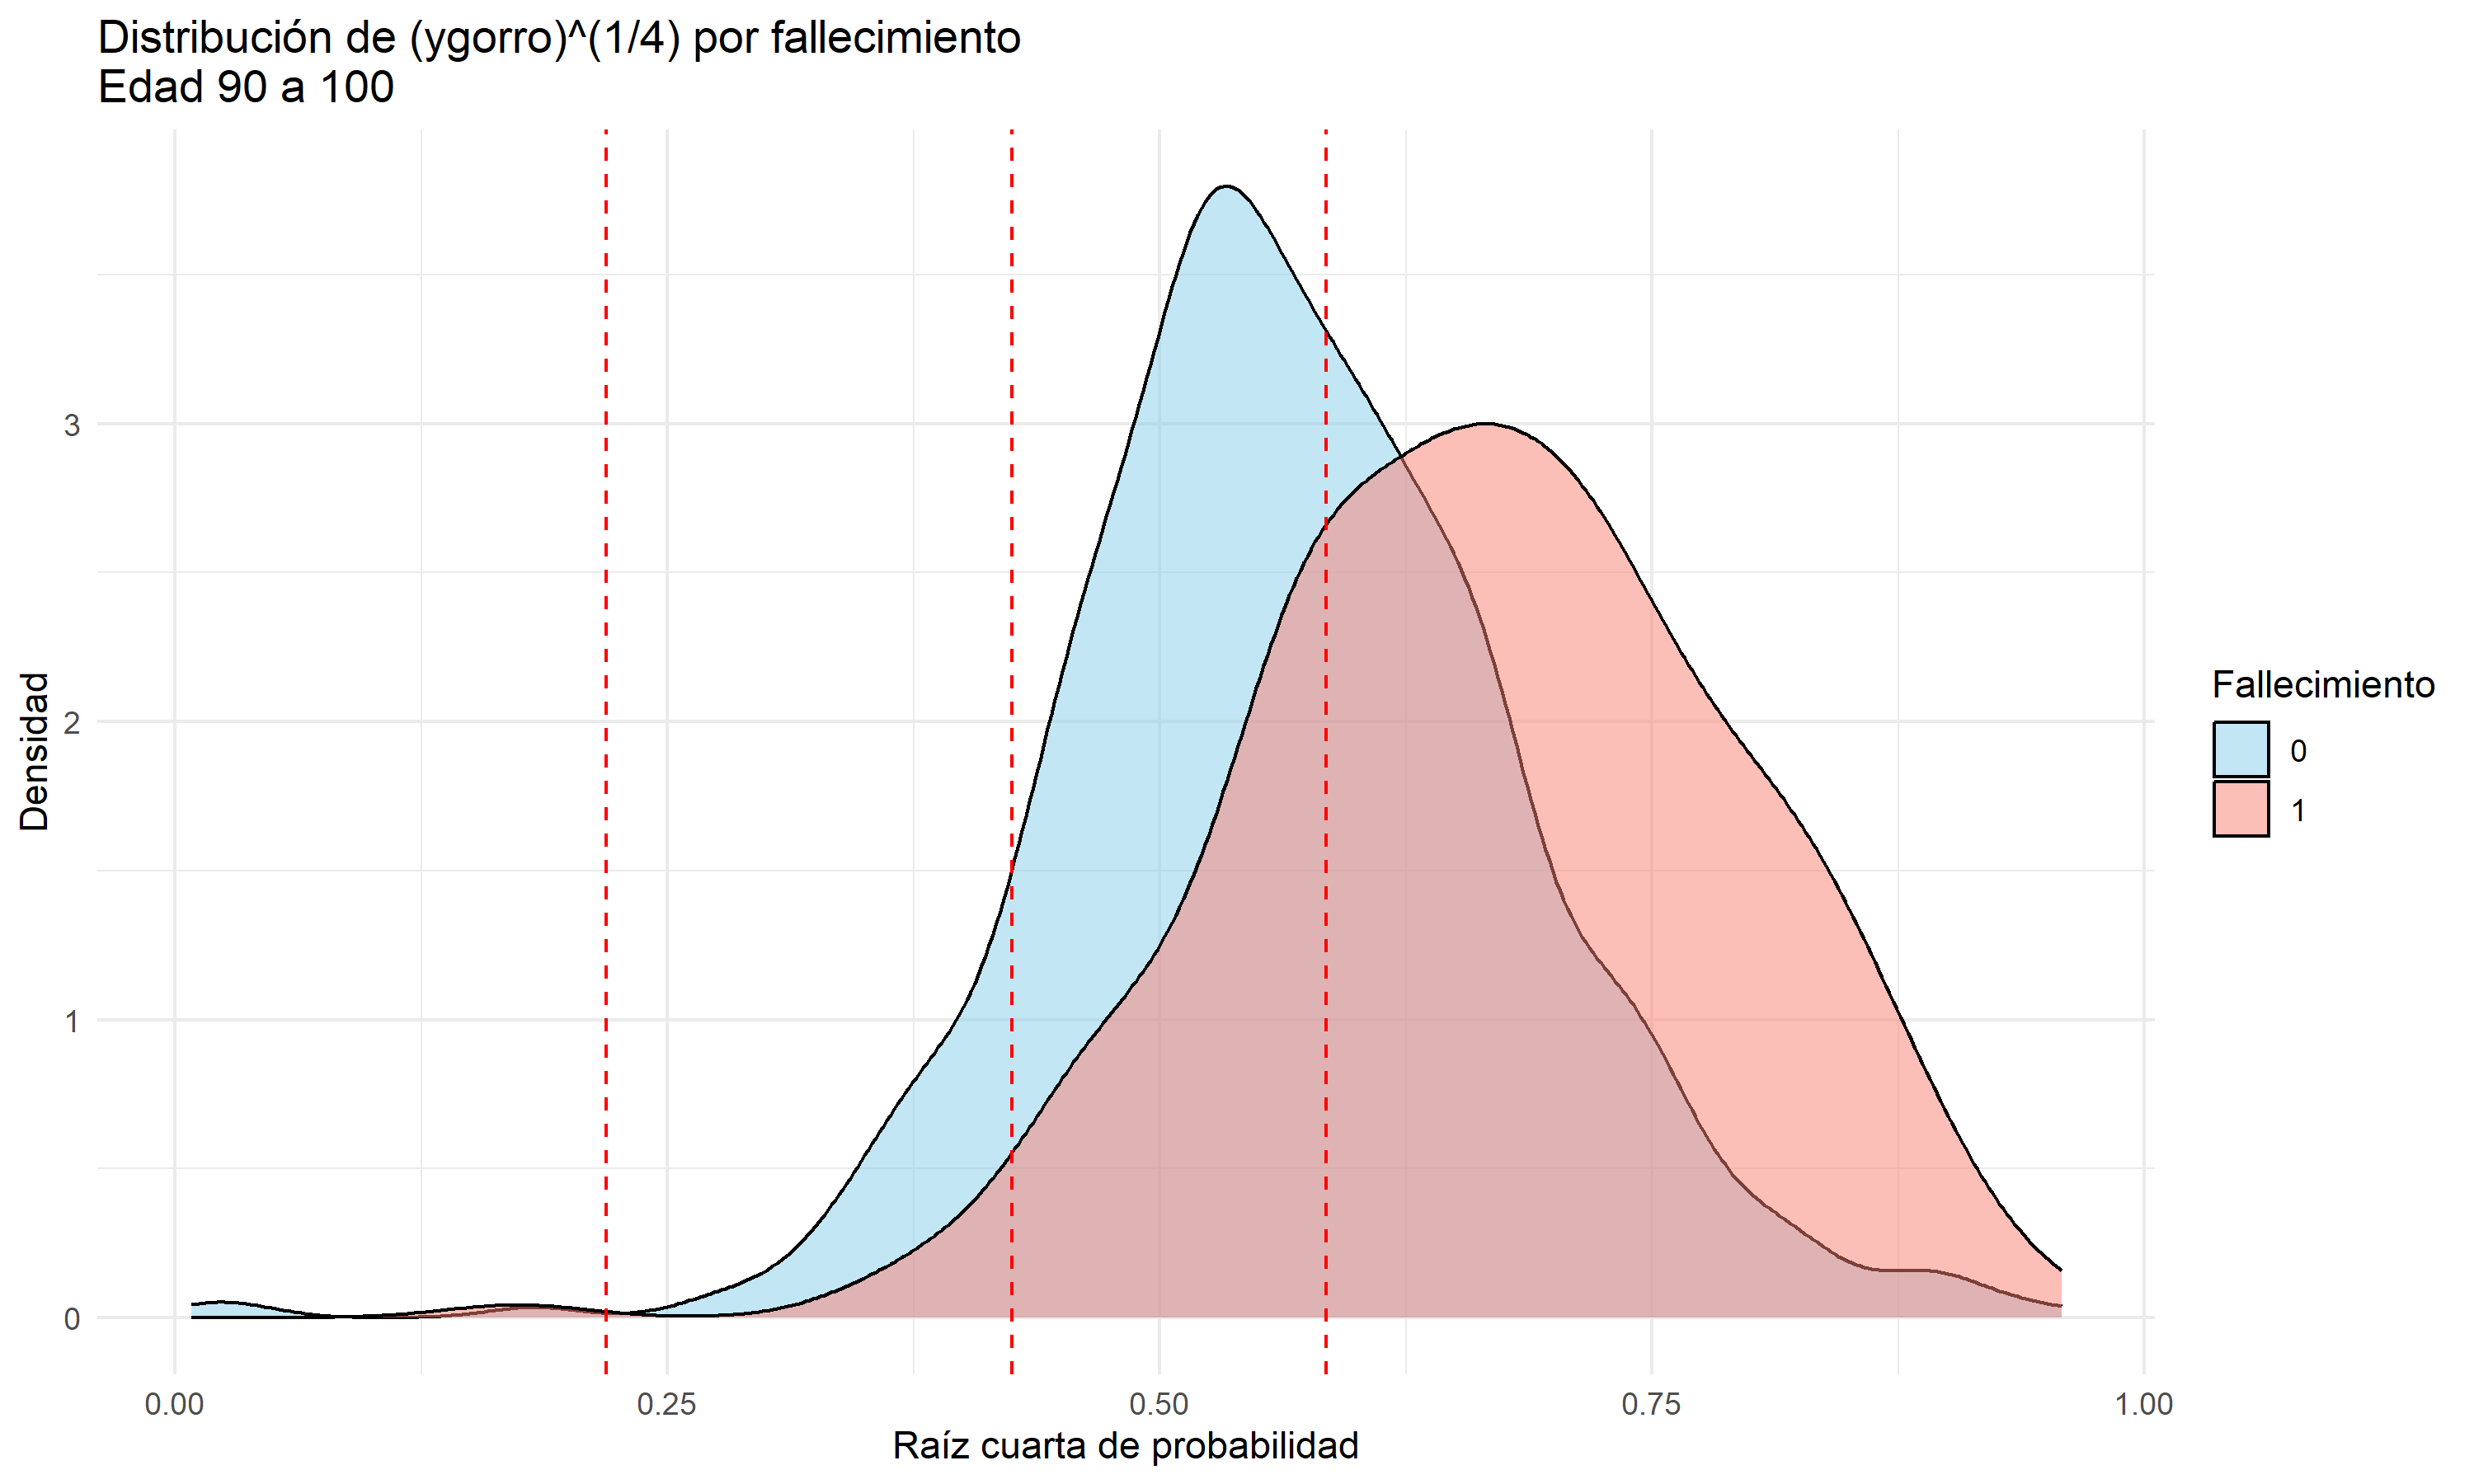 Distribución de (ygorro)^(1/4) por fallecimiento
Edad 90 a 100
Densidad
3
2
1
0
0.00 0.25 0.50 0.75 1.00
Raíz cuarta de probabilidad
Fallecimiento
0
1